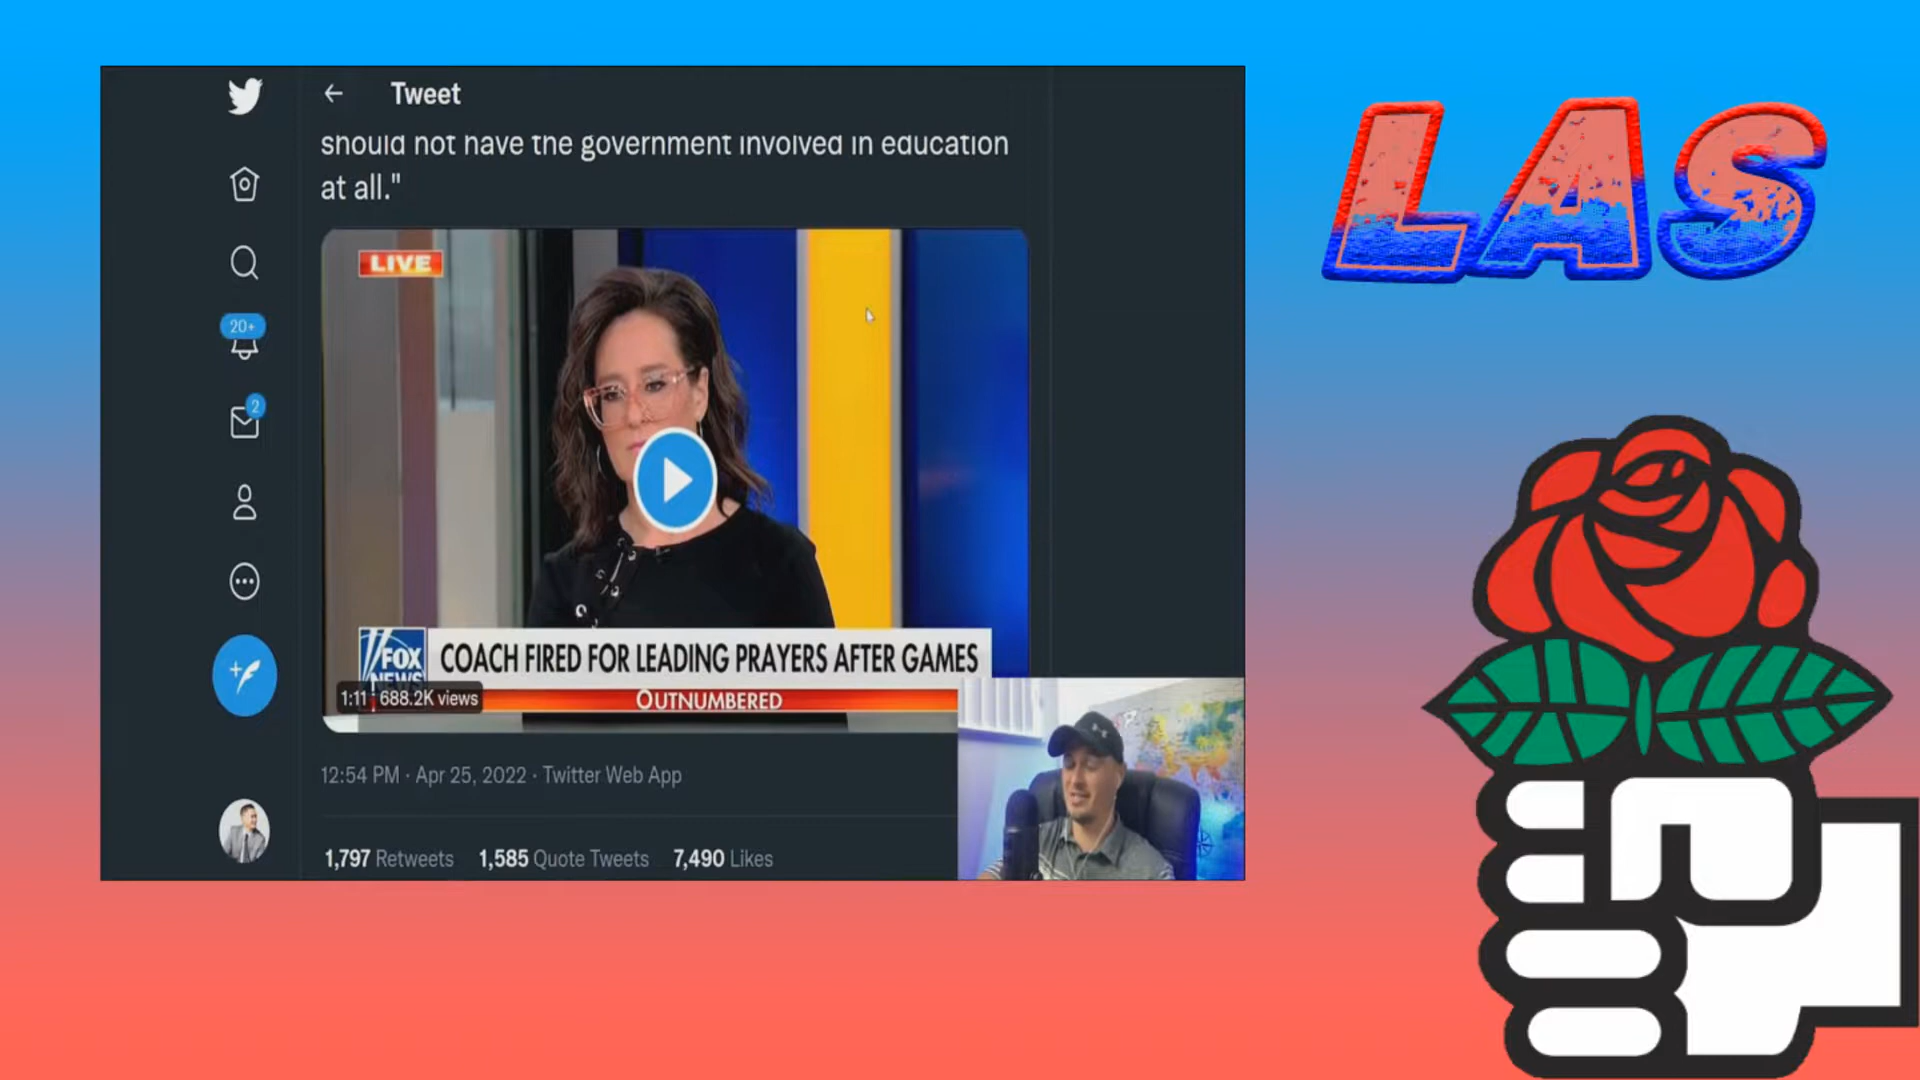 Tweet
should not have the government involved in education
at all."
LIVE
20+
2
FOX
NEWS
COACH FIRED FOR LEADING PRAYERS AFTER GAMES
1:11 688.2K views
OUTNUMBERED
12:54 PM · Apr 25, 2022 · Twitter Web App
1,797 Retweets 1,585 Quote Tweets 7,490 Likes
LAS